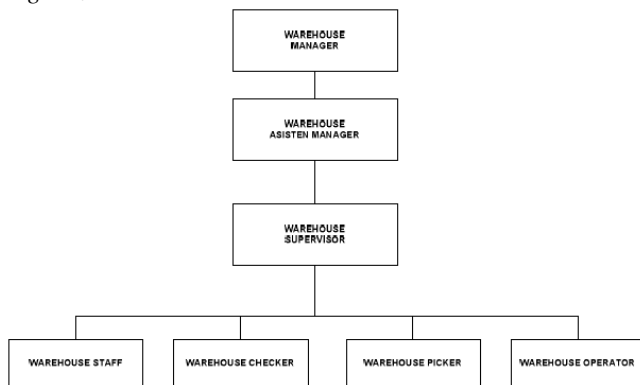 WAREHOUSE
MANAGER
WAREHOUSE
ASISTEN MANAGER
WAREHOUSE
SUPERVISOR
WAREHOUSE STAFF
WAREHOUSE CHECKER
WAREHOUSE PICKER
WAREHOUSE OPERATOR